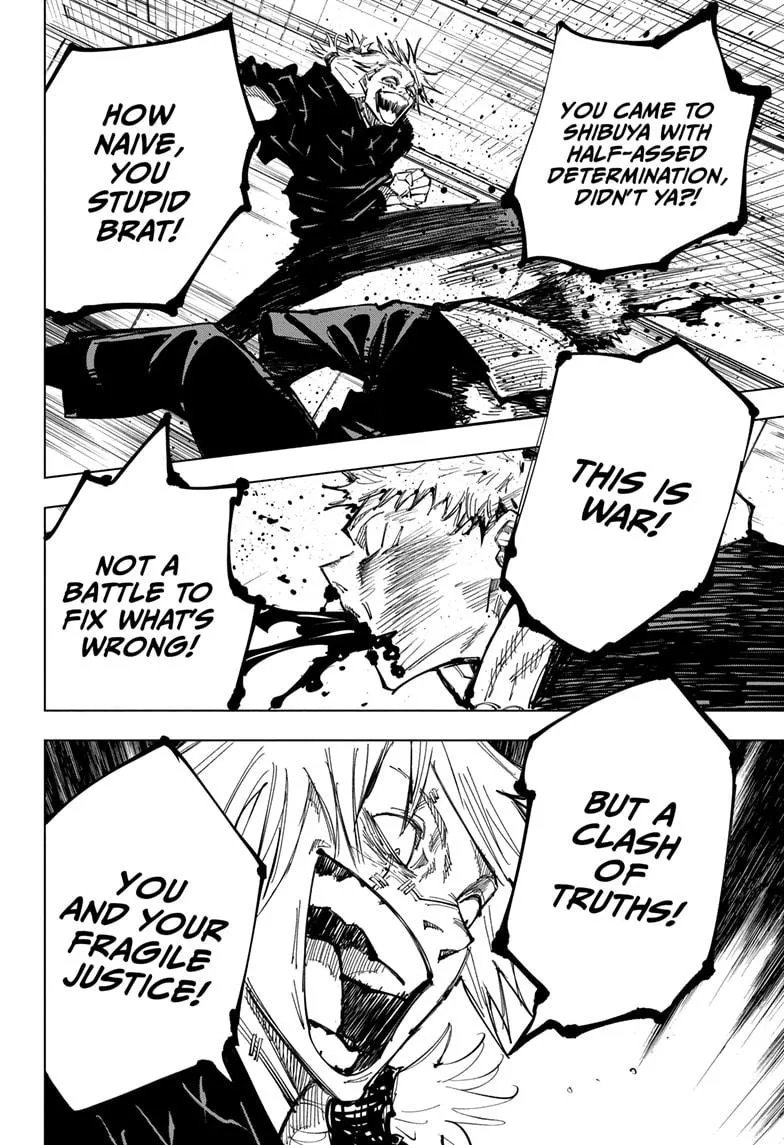 YOU CAME TO
SHIBUYA WITH
HALF-ASSED
DETERMINATION,
DIDN'T YA?!
HOW
NAIVE,
YOU
STUPID
BRAT!
THIS IS
WAR!
NOT A
BATTLE TO
FIX WHAT'S
WRONG!
BUT A
CLASH
OF
TRUTHS!
YOU
AND YOUR
FRAGILE
JUSTICE!